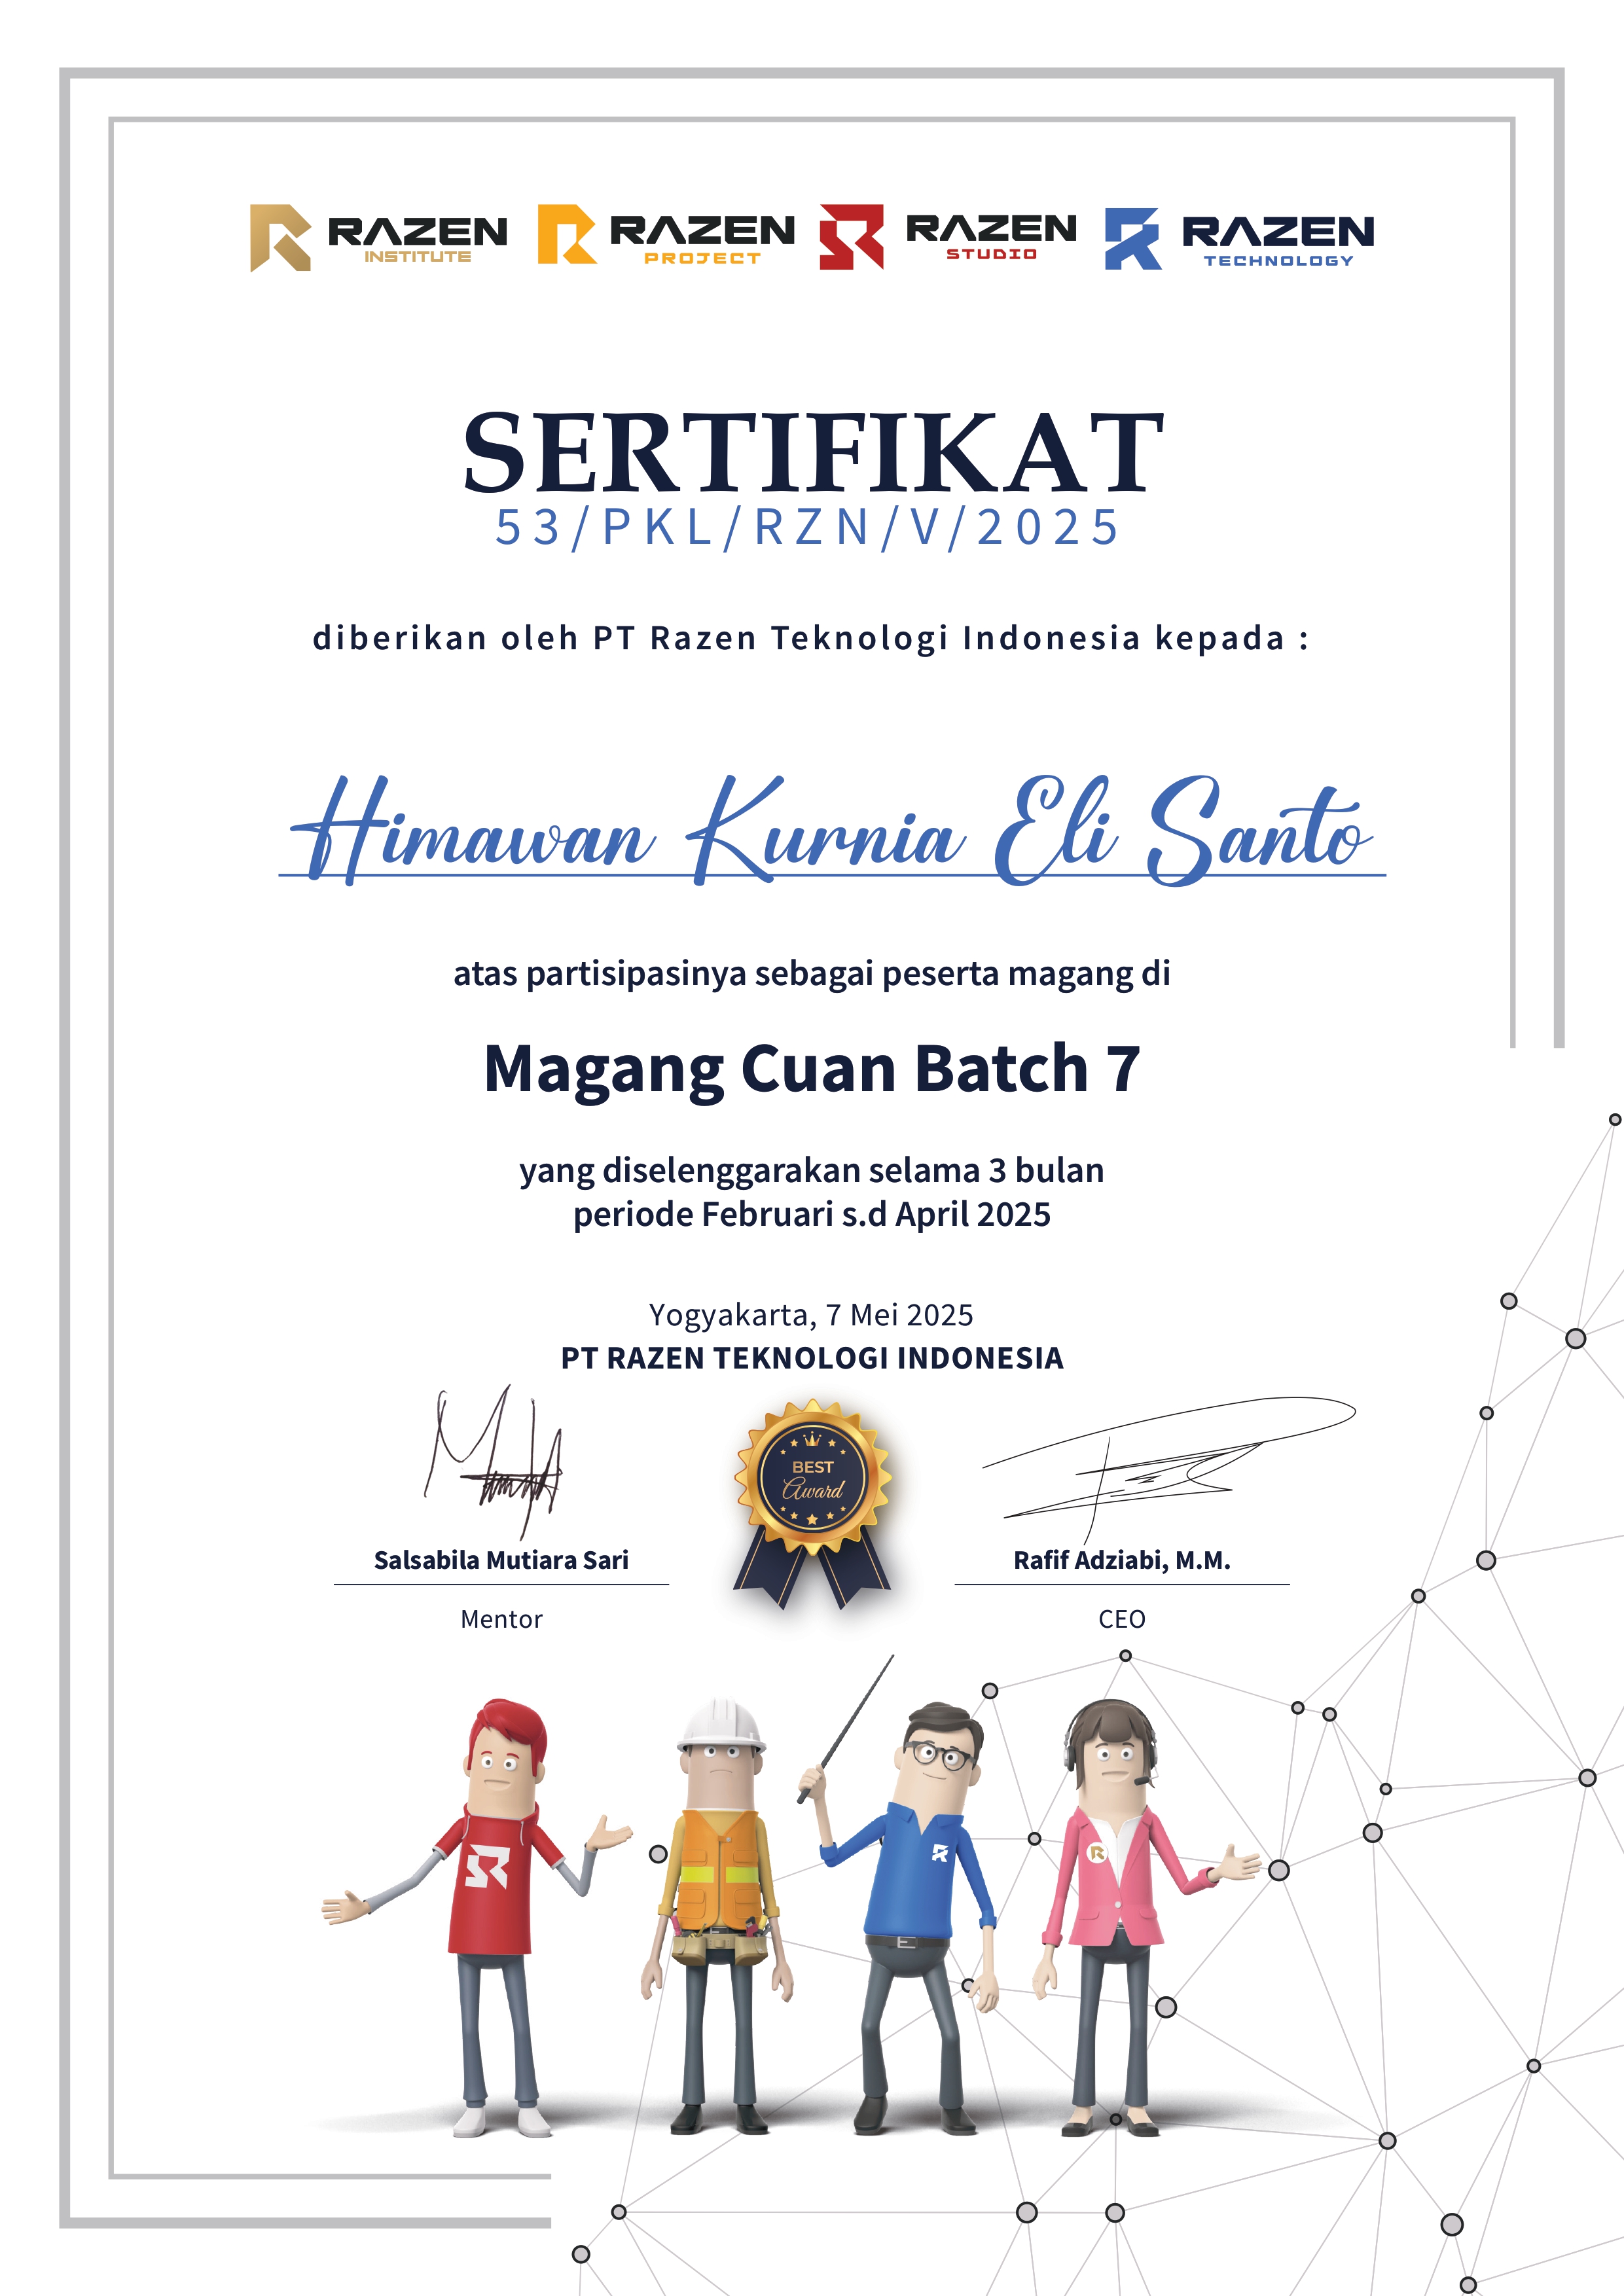 RAZEN INSTITUTE
RAZEN PROJECT
RAZEN STUDIO
RAZEN TECHNOLOGY
SERTIFIKAT
53/PKL/RZN/V/2025
diberikan oleh PT Razen Teknologi Indonesia kepada :
Himawan Kurnia Eli Santo
atas partisipasinya sebagai peserta magang di
Magang Cuan Batch 7
yang diselenggarakan selama 3 bulan
periode Februari s.d April 2025
Yogyakarta, 7 Mei 2025
PT RAZEN TEKNOLOGI INDONESIA
BEST
Award
Salsabila Mutiara Sari
Mentor
Rafif Adziabi, M.M.
CEO